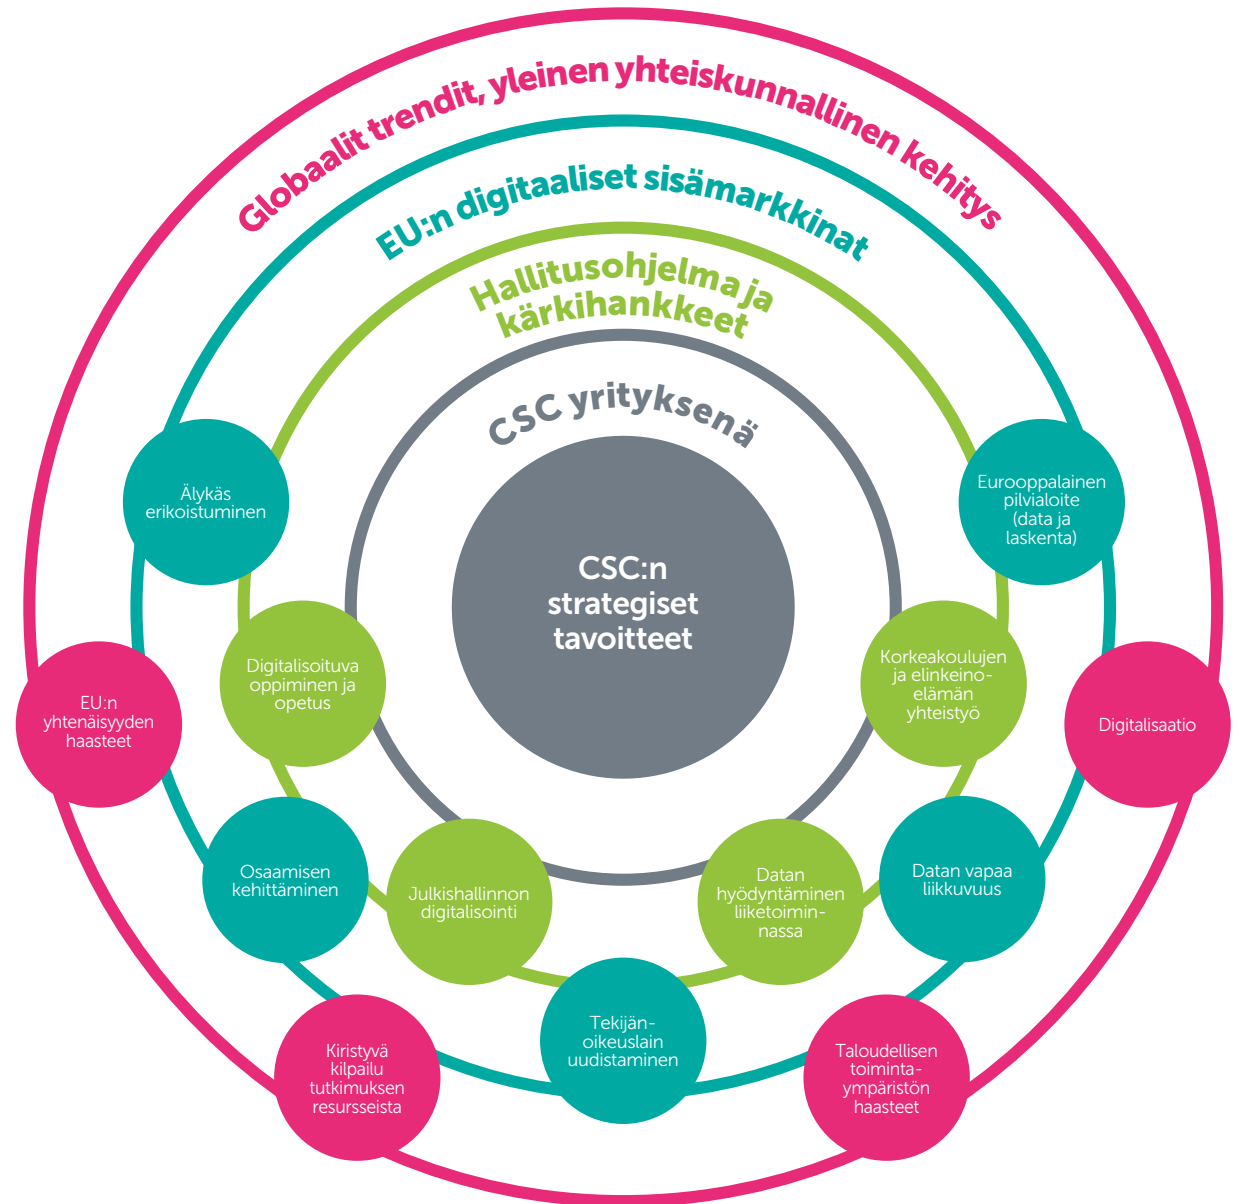 Globaalit trendit, yleinen yhteiskunnallinen kehitys
EU:n digitaaliset sisämarkkinat
Hallitusohjelma ja
kärkihankkeet
CSC yrityksenä
CSC:n
strategiset
tavoitteet
Älykäs
erikoistuminen
Eurooppalainen
pilvialoite
(data ja
laskenta)
Digitalisoituva
oppiminen ja
opetus
Korkeakoulujen
ja elinkeino-
elämän
yhteistyö
EU:n
yhtenäisyyden
haasteet
Digitalisaatio
Osaamisen
kehittäminen
Julkishallinnon
digitalisointi
Datan
hyödyntäminen
liiketoimin-
nassa
Datan vapaa
liikkuvuus
Kiristyvä
kilpailu
tutkimuksen
resursseista
Tekijän-
oikeuslain
uudistaminen
Taloudellisen
toiminta-
ympäristön
haasteet